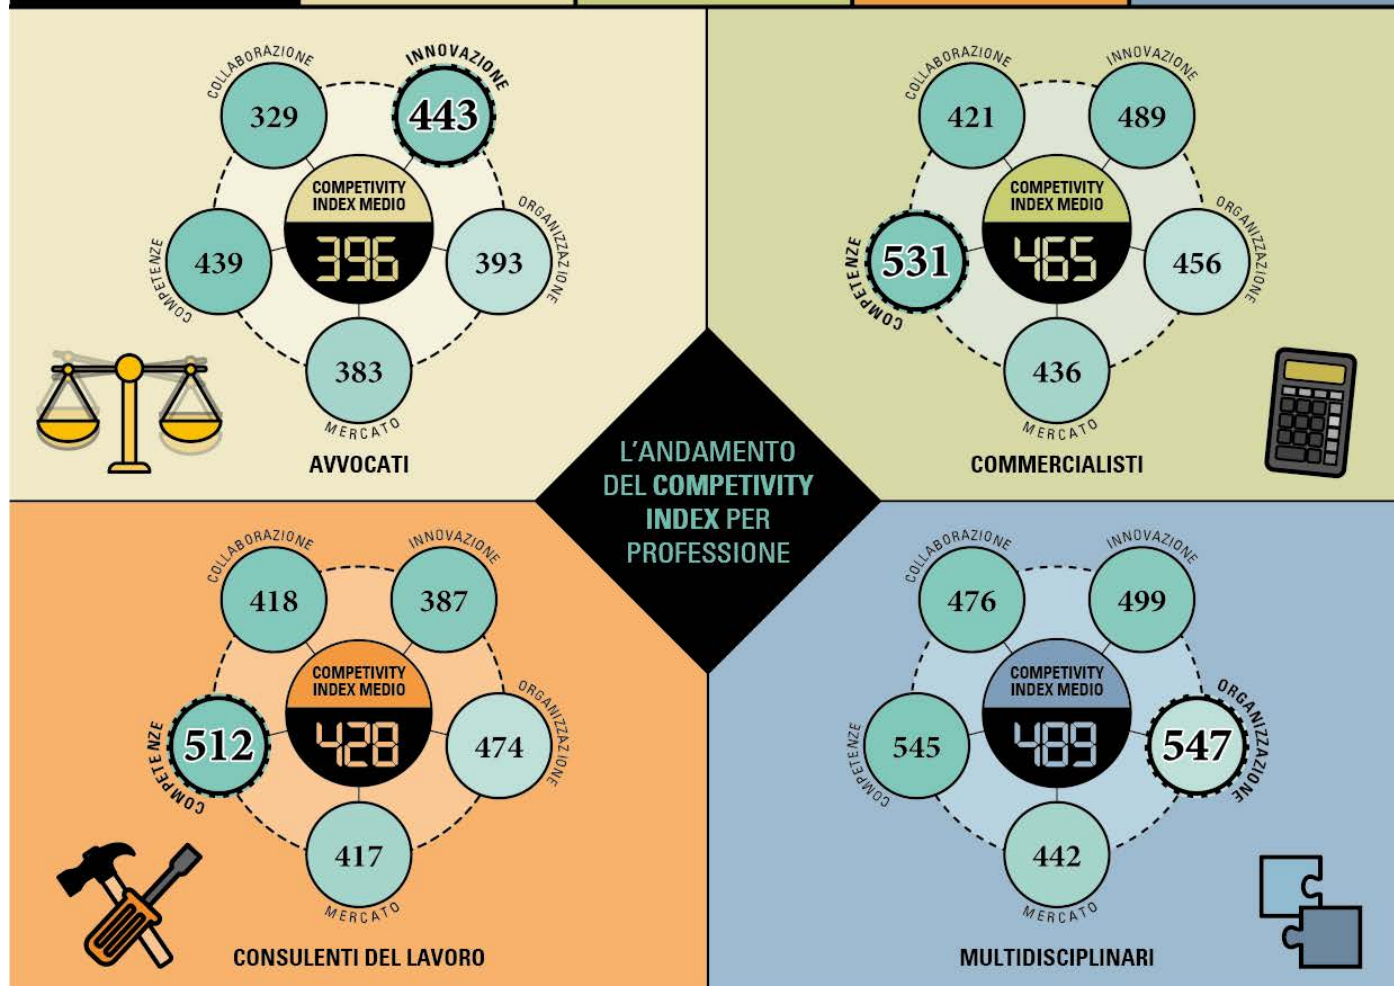 COLLABORAZIONE
INNOVAZIONE
329
443
COMPETIVITY
INDEX MEDIO
396
439
COMPETENZE
393
ORGANIZZAZIONE
383
MERCATO
AVVOCATI
COLLABORAZIONE
INNOVAZIONE
421
489
COMPETIVITY
INDEX MEDIO
465
531
COMPETENZE
456
ORGANIZZAZIONE
436
MERCATO
COMMERCIALISTI
L'ANDAMENTO
DEL COMPETIVITY
INDEX PER
PROFESSIONE
COLLABORAZIONE
INNOVAZIONE
418
387
COMPETIVITY
INDEX MEDIO
428
512
COMPETENZE
474
ORGANIZZAZIONE
417
MERCATO
CONSULENTI DEL LAVORO
COLLABORAZIONE
INNOVAZIONE
476
499
COMPETIVITY
INDEX MEDIO
489
545
COMPETENZE
547
ORGANIZZAZIONE
442
MERCATO
MULTIDISCIPLINARI